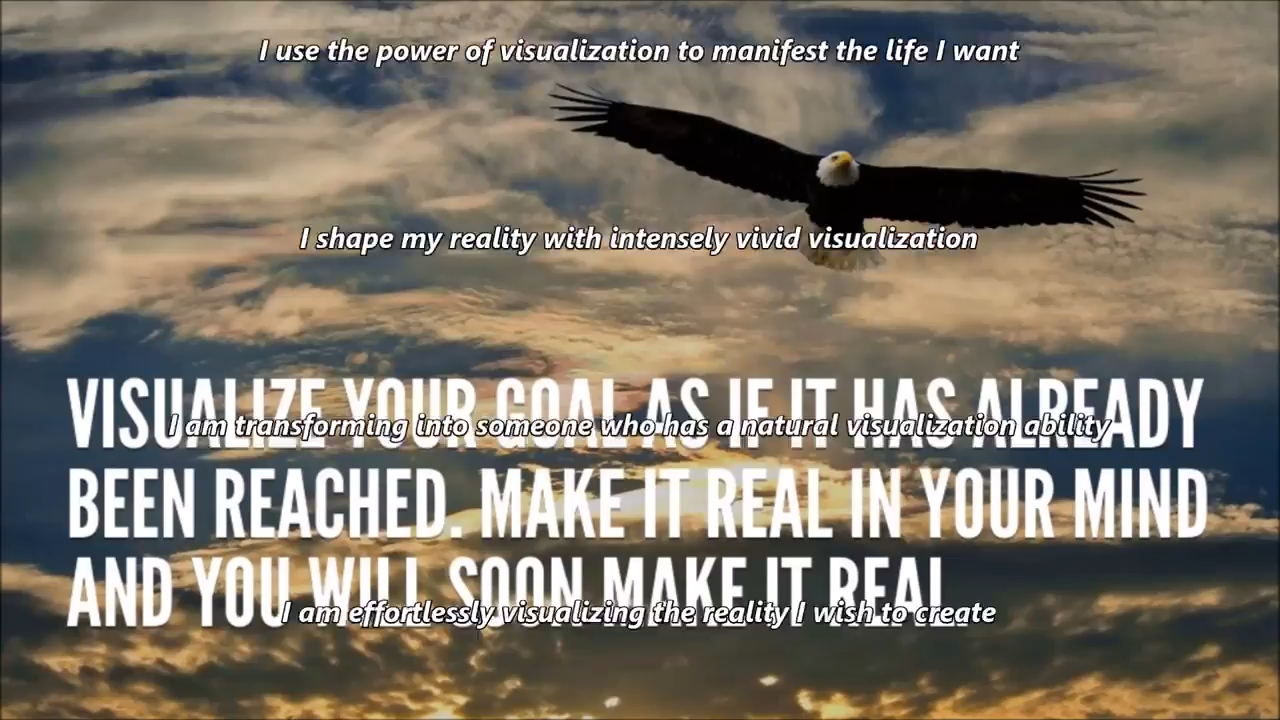 I use the power of visualization to manifest the life I want
I shape my reality with intensely vivid visualization
VISUALIZE YOUR GOAL AS IF IT HAS ALREADY
I am transforming into someone who has a natural visualization ability
BEEN REACHED. MAKE IT REAL IN YOUR MIND
AND YOU WILL SOON MAKE IT REAL.
I am effortlessly visualizing the reality I wish to create